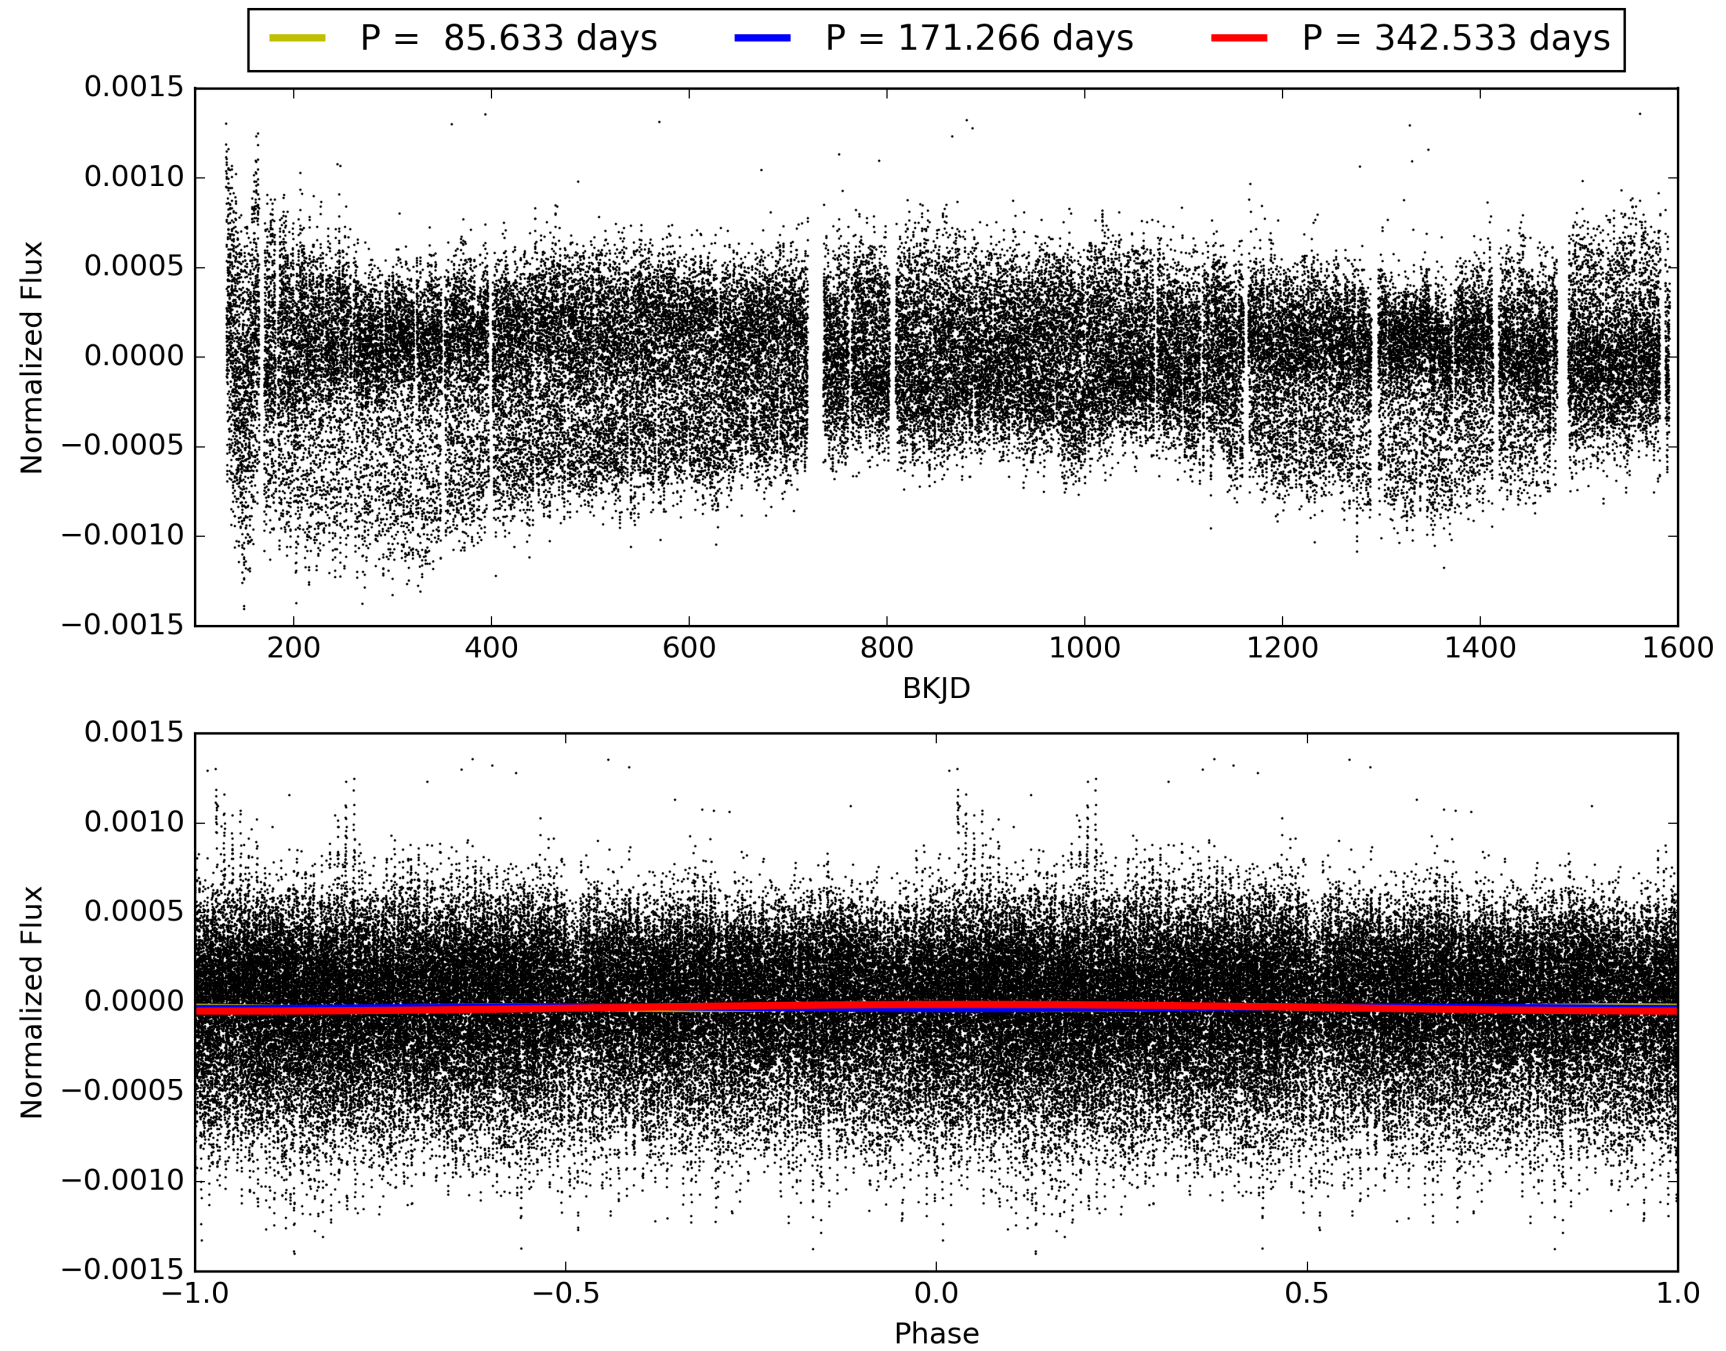 P =  85.633 days P = 171.266 days P = 342.533 days
0.0015
0.0010
0.0005
0.0000
−0.0005
−0.0010
−0.0015
Normalized Flux
200 400 600 800 1000 1200 1400 1600
BKJD
0.0015
0.0010
0.0005
0.0000
−0.0005
−0.0010
−0.0015
Normalized Flux
−1.0 −0.5 0.0 0.5 1.0
Phase